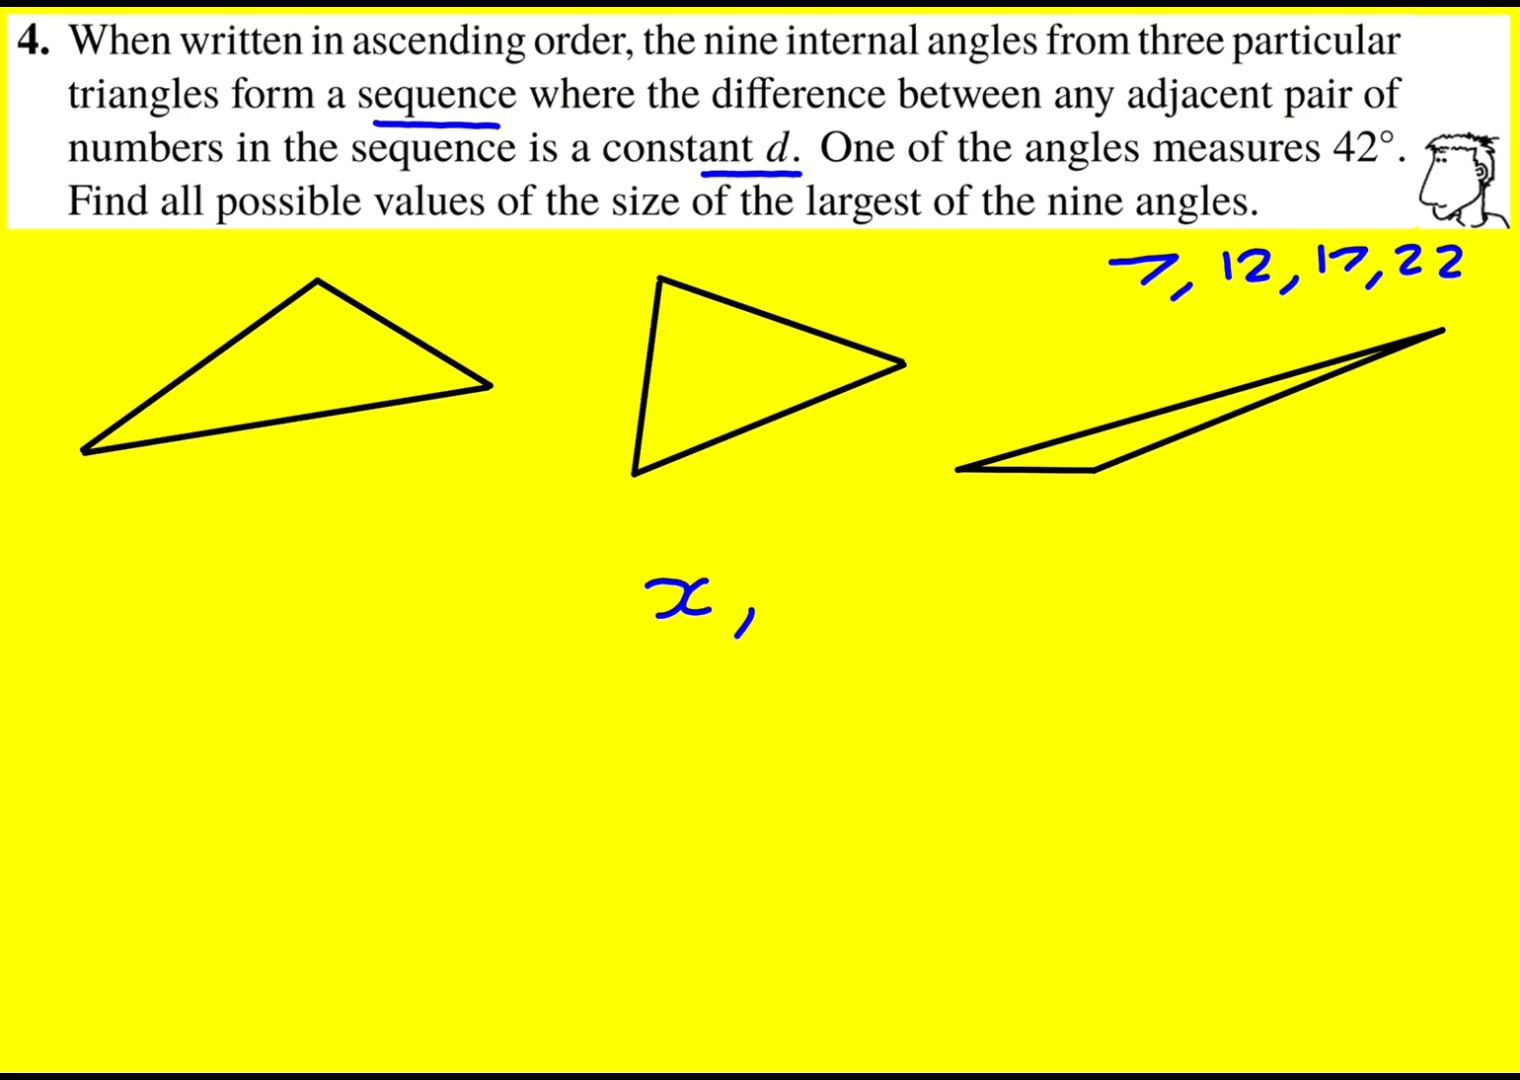 4. When written in ascending order, the nine internal angles from three particular
triangles form a sequence where the difference between any adjacent pair of
numbers in the sequence is a constant d. One of the angles measures 42°.
Find all possible values of the size of the largest of the nine angles.
7, 12, 17, 22
x,